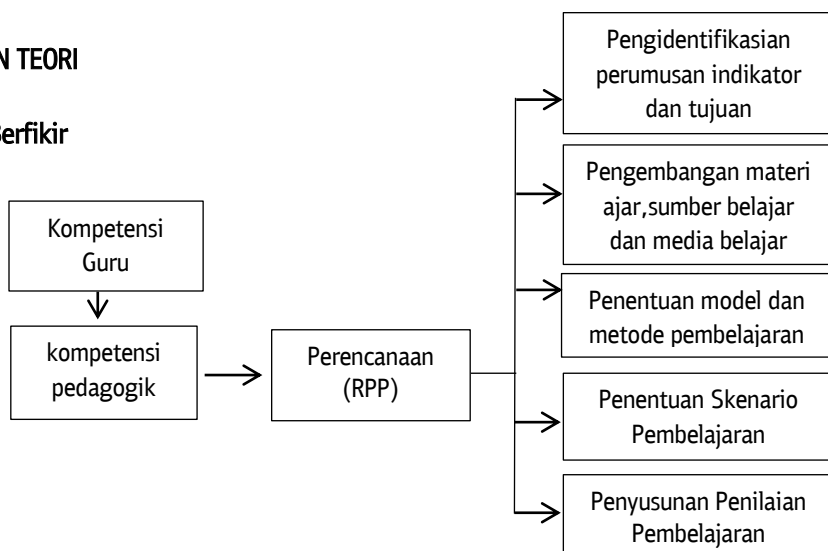 N TEORI
erfikir
Kompetensi
Guru
kompetensi
pedagogik
Perencanaan
(RPP)
Pengidentifikasian
perumusan indikator
dan tujuan
Pengembangan materi
ajar,sumber belajar
dan media belajar
Penentuan model dan
metode pembelajaran
Penentuan Skenario
Pembelajaran
Penyusunan Penilaian
Pembelajaran